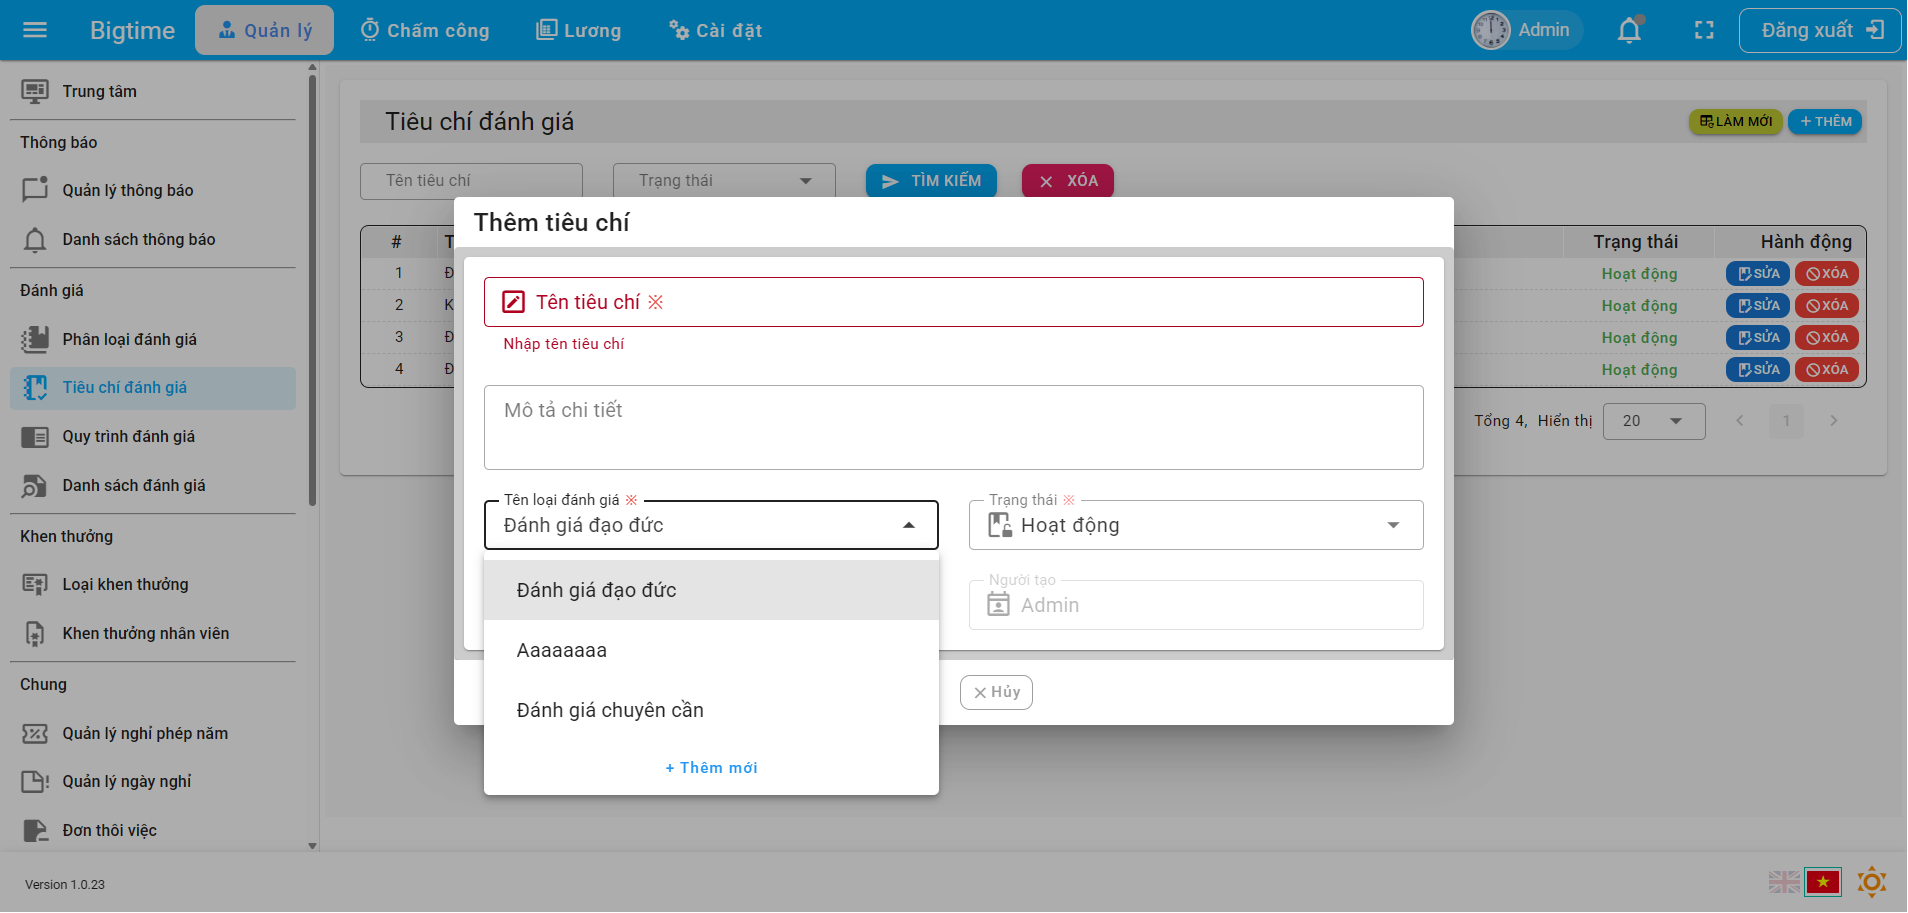 Bigtime
Quản lý
Chấm công
Lương
Cài đặt
Admin
Đăng xuất
Trung tâm
Thông báo
Quản lý thông báo
Danh sách thông báo
Đánh giá
Phân loại đánh giá
Tiêu chí đánh giá
Quy trình đánh giá
Danh sách đánh giá
Khen thưởng
Loại khen thưởng
Khen thưởng nhân viên
Chung
Quản lý nghỉ phép năm
Quản lý ngày nghỉ
Đơn thôi việc
Version 1.0.23
Tiêu chí đánh giá
LÀM MỚI
+ THÊM
Tên tiêu chí
Trạng thái
TÌM KIẾM
XÓA
# T Trạng thái Hành động
1 Đ Hoạt động SỬA XÓA
2 K Hoạt động SỬA XÓA
3 Đ Hoạt động SỬA XÓA
4 Đ Hoạt động SỬA XÓA
Tổng 4, Hiển thị 20 1
Thêm tiêu chí
Tên tiêu chí ※
Nhập tên tiêu chí
Mô tả chi tiết
Tên loại đánh giá ※
Đánh giá đạo đức
Trạng thái ※
Hoạt động
Đánh giá đạo đức
Aaaaaaaa
Đánh giá chuyên cần
+ Thêm mới
Người tạo
Admin
Hủy